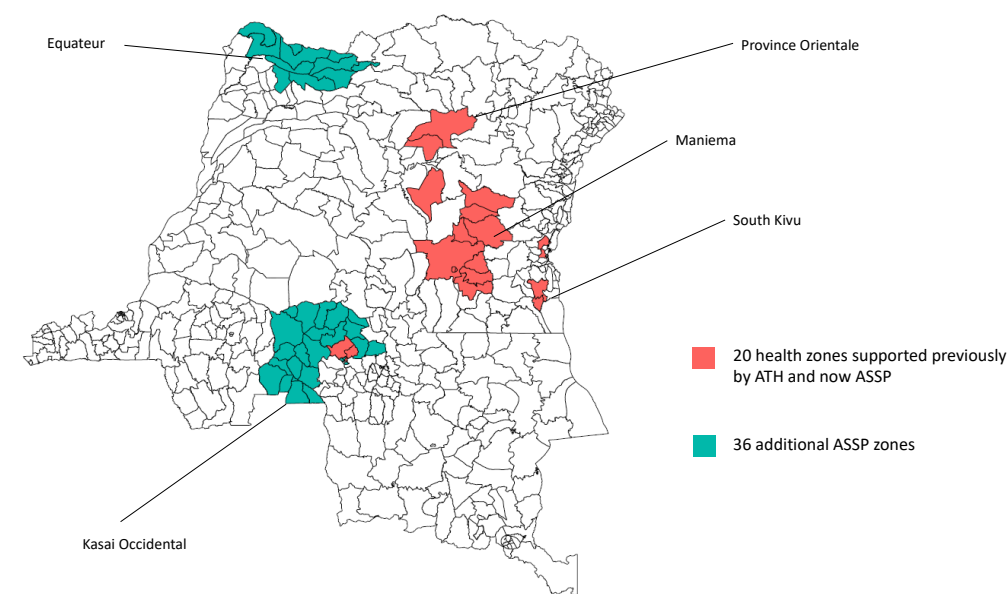 Equateur
Province Orientale
Maniema
South Kivu
20 health zones supported previously
by ATH and now ASSP
36 additional ASSP zones
Kasai Occidental